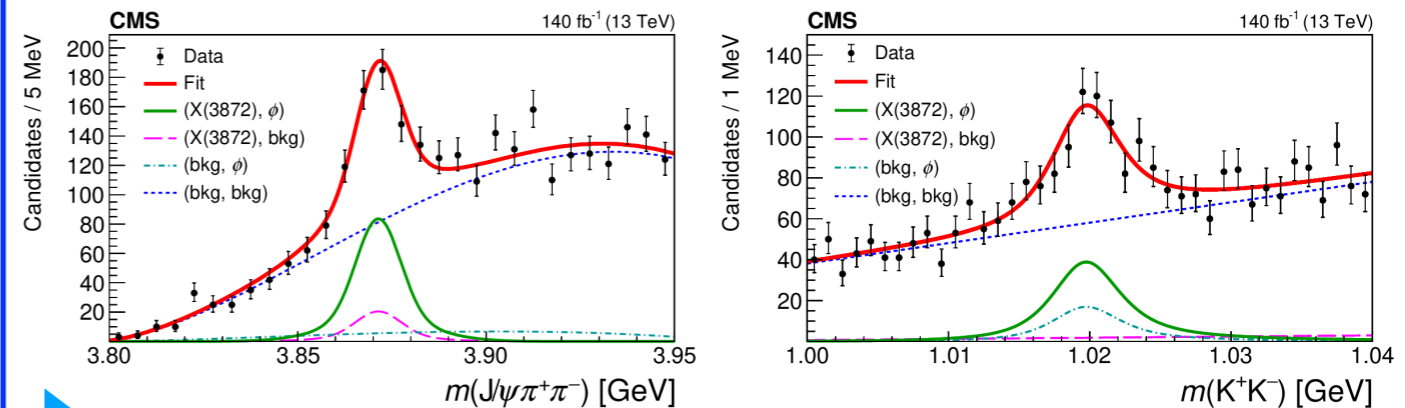 CMS 140 fb⁻¹ (13 TeV)
Candidates / 5 MeV
200
180
160
140
120
100
80
60
40
20
Data
Fit
(X(3872), ϕ)
(X(3872), bkg)
(bkg, ϕ)
(bkg, bkg)
3.80 3.85 3.90 3.95
m(J/ψπ⁺π⁻) [GeV]
CMS 140 fb⁻¹ (13 TeV)
Candidates / 1 MeV
140
120
100
80
60
40
20
Data
Fit
(X(3872), ϕ)
(X(3872), bkg)
(bkg, ϕ)
(bkg, bkg)
1.00 1.01 1.02 1.03 1.04
m(K⁺K⁻) [GeV]